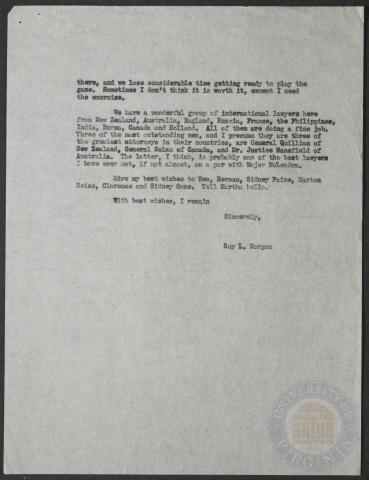 there, and we lose considerable time getting ready to play the
game. Sometimes I don't think it is worth it, except I need
the exercise.
We have a wonderful group of international lawyers here
from New Zealand, Australia, England, Russia, France, the Philippines,
India, Burma, Canada and Holland. All of them are doing a fine job.
Three of the most outstanding men, and I presume they are three of
the greatest attorneys in their countries, are General Quilliam of
New Zealand, General Nolan of Canada, and Mr. Justice Mansfield of
Australia. The latter, I think, is probably one of the best lawyers
I have ever met, if not almost, on a par with Major McLendon.
Give my best wishes to Ben, Herman, Sidney Paine, Marion
Heiss, Clarence and Sidney Cone. Tell Martha hello.
With best wishes, I remain
Sincerely,
Roy L. Morgan
UNIVERSITY OF VIRGINIA